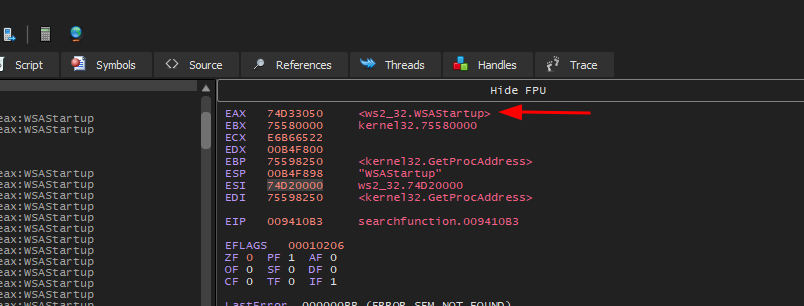 Script Symbols Source References Threads Handles Trace
Hide FPU
eax:WSAStartup
eax:WSAStartup
eax:WSAStartup
eax:WSAStartup
eax:WSAStartup
eax:WSAStartup
eax:WSAStartup
eax:WSAStartup
eax:WSAStartup
eax:WSAStartup
eax:WSAStartup
eax:WSAStartup
eax:WSAStartup
eax:WSAStartup
EAX 74D33050 <ws2_32.WSAStartup>
EBX 75580000 kernel32.75580000
ECX E6B66522
EDX 00B4F800
EBP 75598250 <kernel32.GetProcAddress>
ESP 00B4F898 "WSAStartup"
ESI 74D20000 ws2_32.74D20000
EDI 75598250 <kernel32.GetProcAddress>
EIP 009410B3 searchfunction.009410B3
EFLAGS 00010206
ZF 0 PF 1 AF 0
OF 0 SF 0 DF 0
CF 0 TF 0 IF 1
LastError 000000BB (ERROR_SEM_NOT_FOUND)